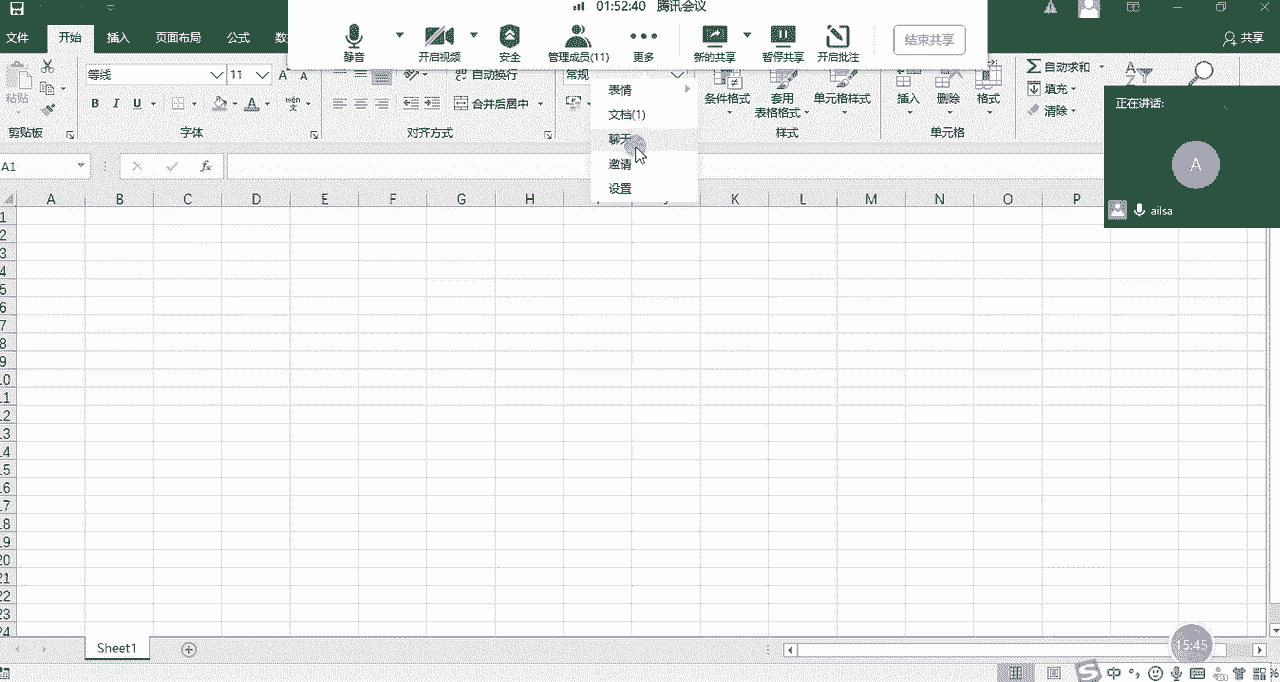 01:52:40 腾讯会议
文件 开始 插入 页面布局 公式 数
共享
静音 开启视频 安全 管理成员(11) 更多 新的共享 暂停共享 开启批注 结束共享
粘贴
等线 11 A A
B I U A
自动换行
合并后居中
常规
条件格式 套用 单元格样式
表格格式
插入 删除 格式
自动求和
填充
清除
剪贴板 字体 对齐方式 样式 单元格
表情
文档(1)
聊天
邀请
设置
正在讲话:
A
ailsa
A1 fx
A B C D E F G H K L M N O P
1
2
3
4
5
6
7
8
9
10
11
12
13
14
15
16
17
18
19
20
21
22
23
24
Sheet1
15:45
中